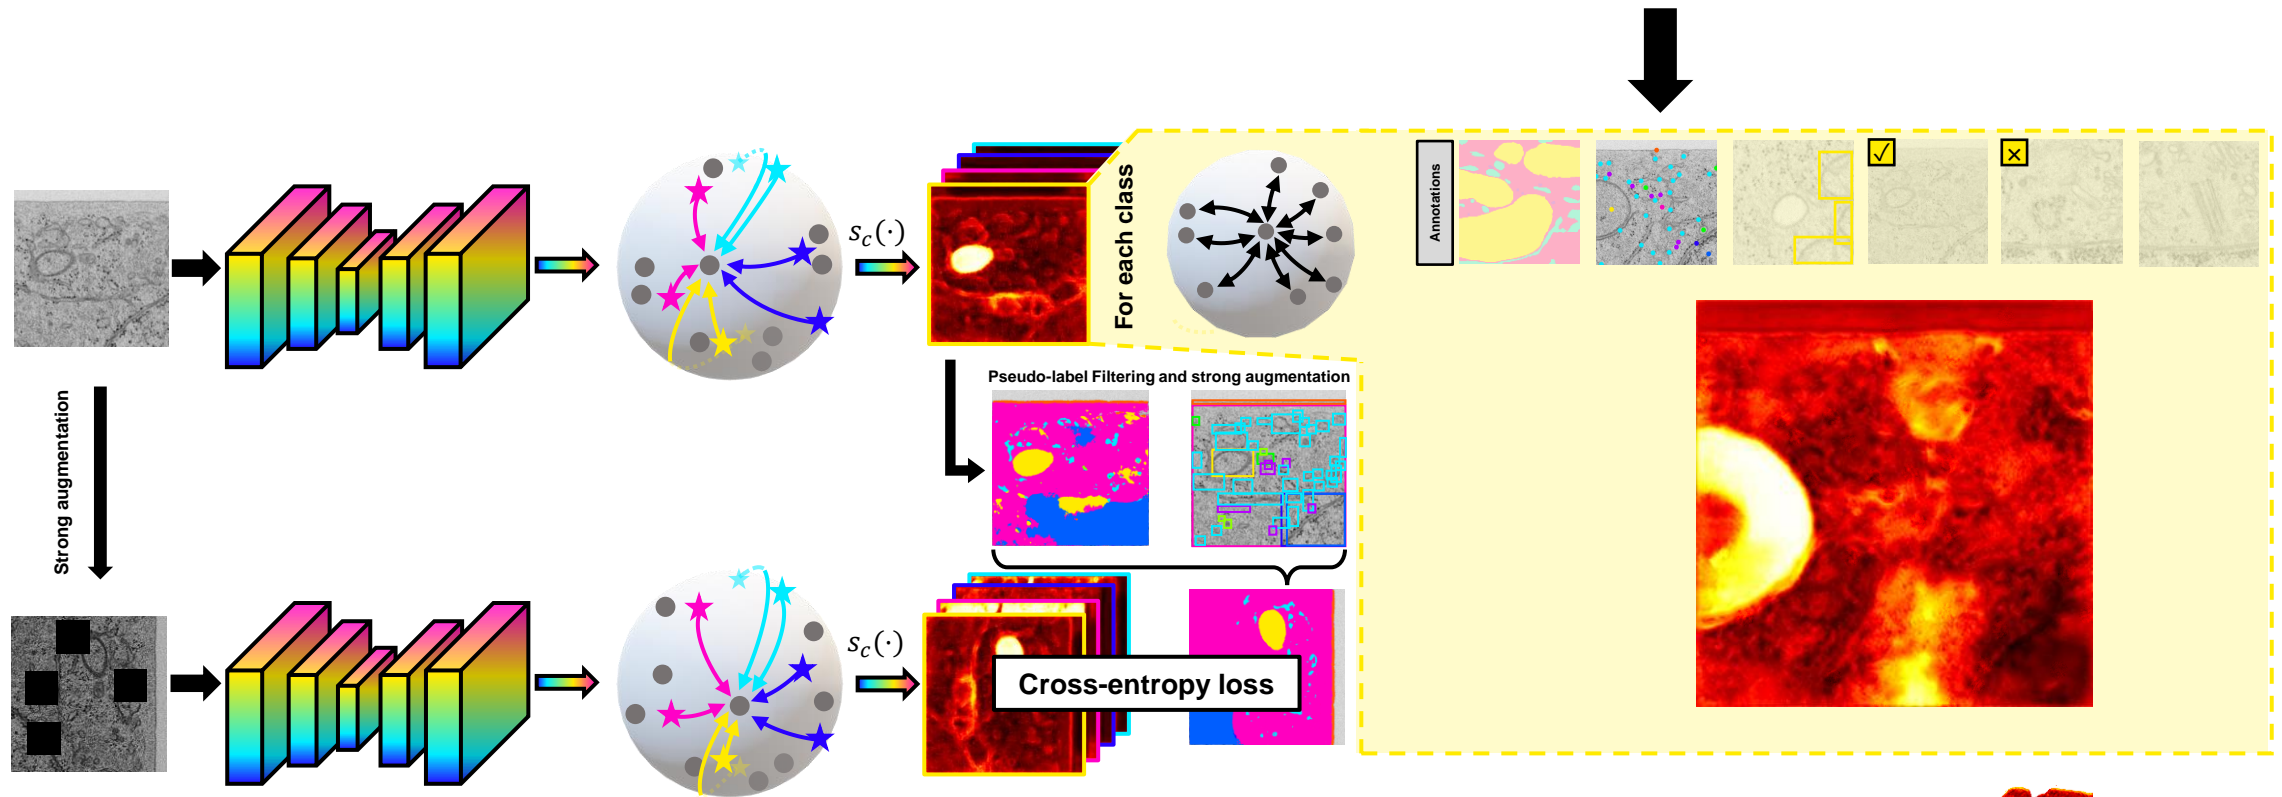 Annotations
✓
×
s_c(·)
For each class
Pseudo-label Filtering and strong augmentation
Strong augmentation
s_c(·)
Cross-entropy loss